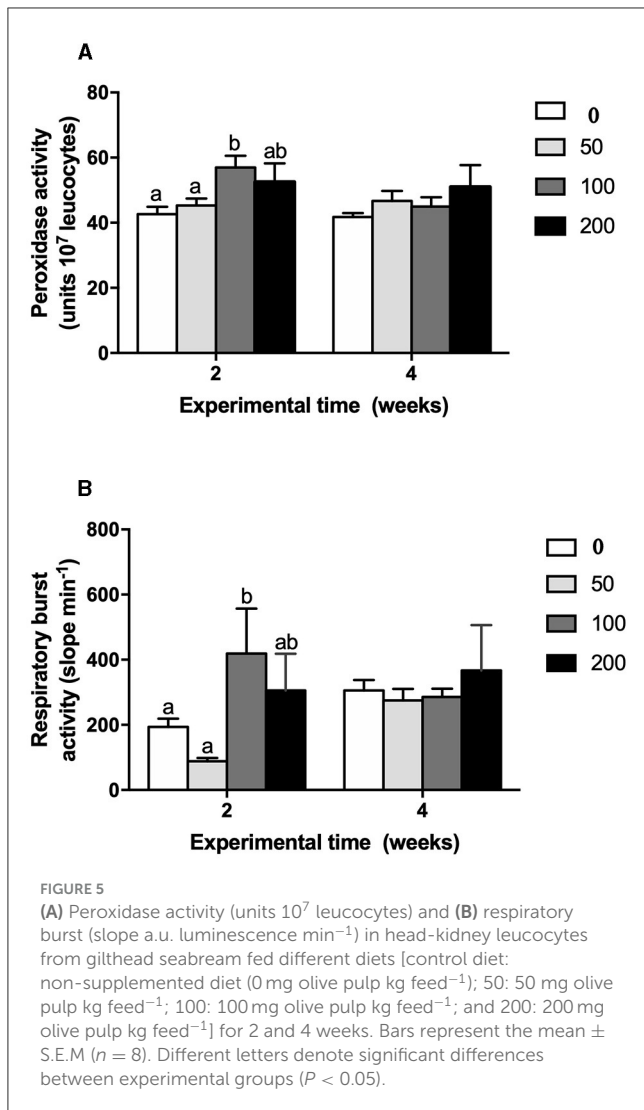 A
80
60
40
20
0
Peroxidase activity
(units 10⁷ leucocytes)
a
a
b
ab
2
4
Experimental time (weeks)
0
50
100
200
B
800
600
400
200
0
Respiratory burst
activity (slope min⁻¹)
a
a
b
ab
2
4
Experimental time (weeks)
0
50
100
200
FIGURE 5
(A) Peroxidase activity (units 10⁷ leucocytes) and (B) respiratory
burst (slope a.u. luminescence min⁻¹) in head-kidney leucocytes
from gilthead seabream fed different diets [control diet:
non-supplemented diet (0 mg olive pulp kg feed⁻¹); 50: 50 mg olive
pulp kg feed⁻¹; 100: 100 mg olive pulp kg feed⁻¹; and 200: 200 mg
olive pulp kg feed⁻¹] for 2 and 4 weeks. Bars represent the mean ±
S.E.M (n = 8). Different letters denote significant differences
between experimental groups (P < 0.05).